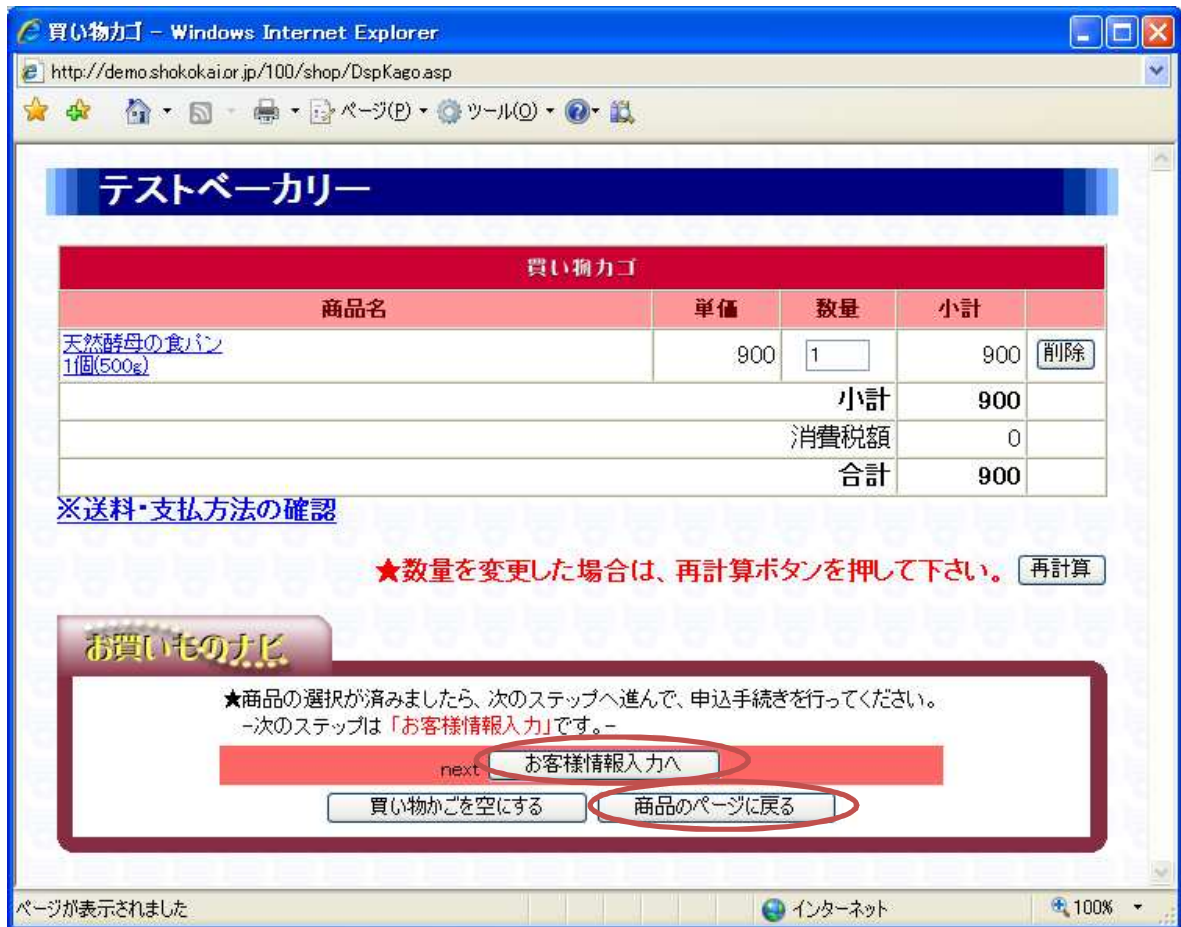 買い物カゴ - Windows Internet Explorer
http://demo.shokokai.or.jp/100/shop/DspKago.asp
ページ(P) ツール(O)
テストベーカリー
買い物カゴ
商品名 単価 数量 小計
天然酵母の食パン
1個(500g) 900 1 900 削除
小計 900
消費税額 0
合計 900
※送料・支払方法の確認
★数量を変更した場合は、再計算ボタンを押して下さい。 再計算
お買いものナビ
★商品の選択が済みましたら、次のステップへ進んで、申込手続きを行ってください。
-次のステップは「お客様情報入力」です。-
next お客様情報入力へ
買い物かごを空にする 商品のページに戻る
ページが表示されました インターネット 100%